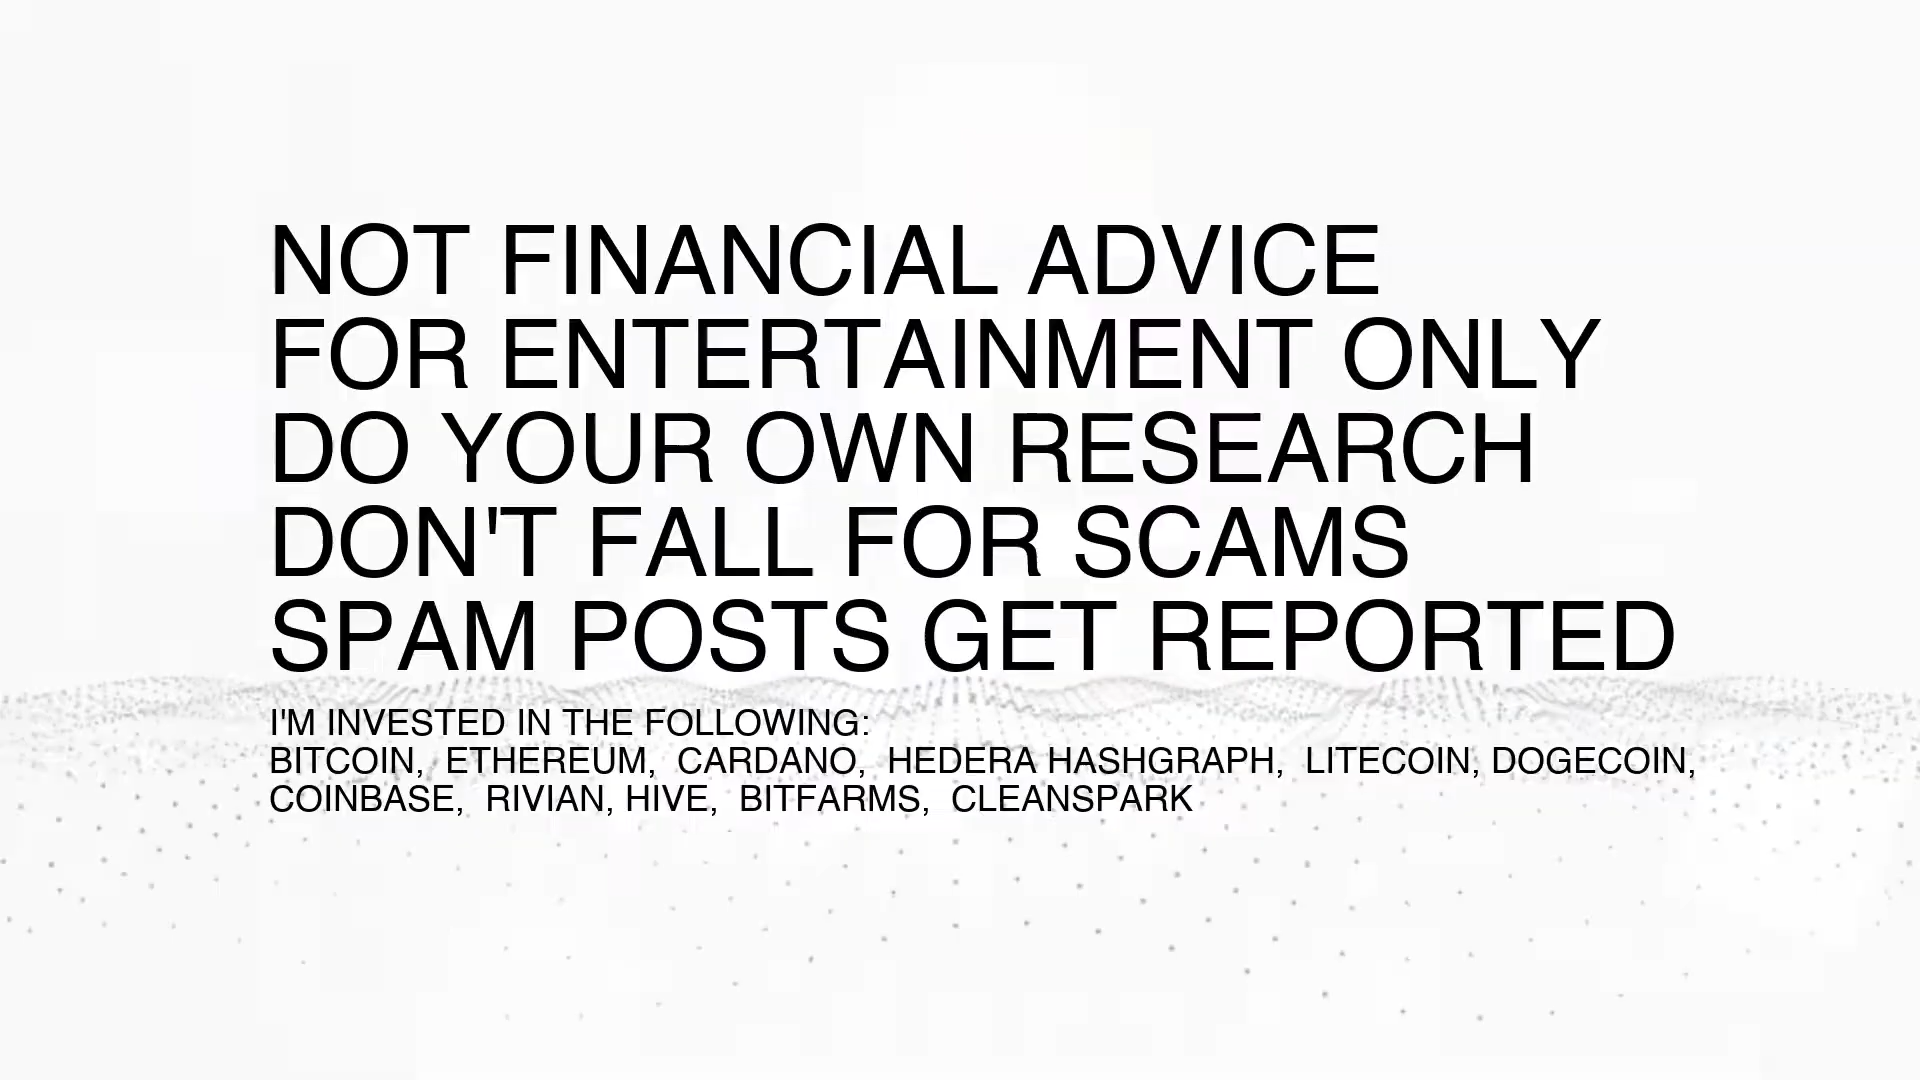 NOT FINANCIAL ADVICE
FOR ENTERTAINMENT ONLY
DO YOUR OWN RESEARCH
DON'T FALL FOR SCAMS
SPAM POSTS GET REPORTED
I'M INVESTED IN THE FOLLOWING:
BITCOIN, ETHEREUM, CARDANO, HEDERA HASHGRAPH, LITECOIN, DOGECOIN,
COINBASE, RIVIAN, HIVE, BITFARMS, CLEANSPARK